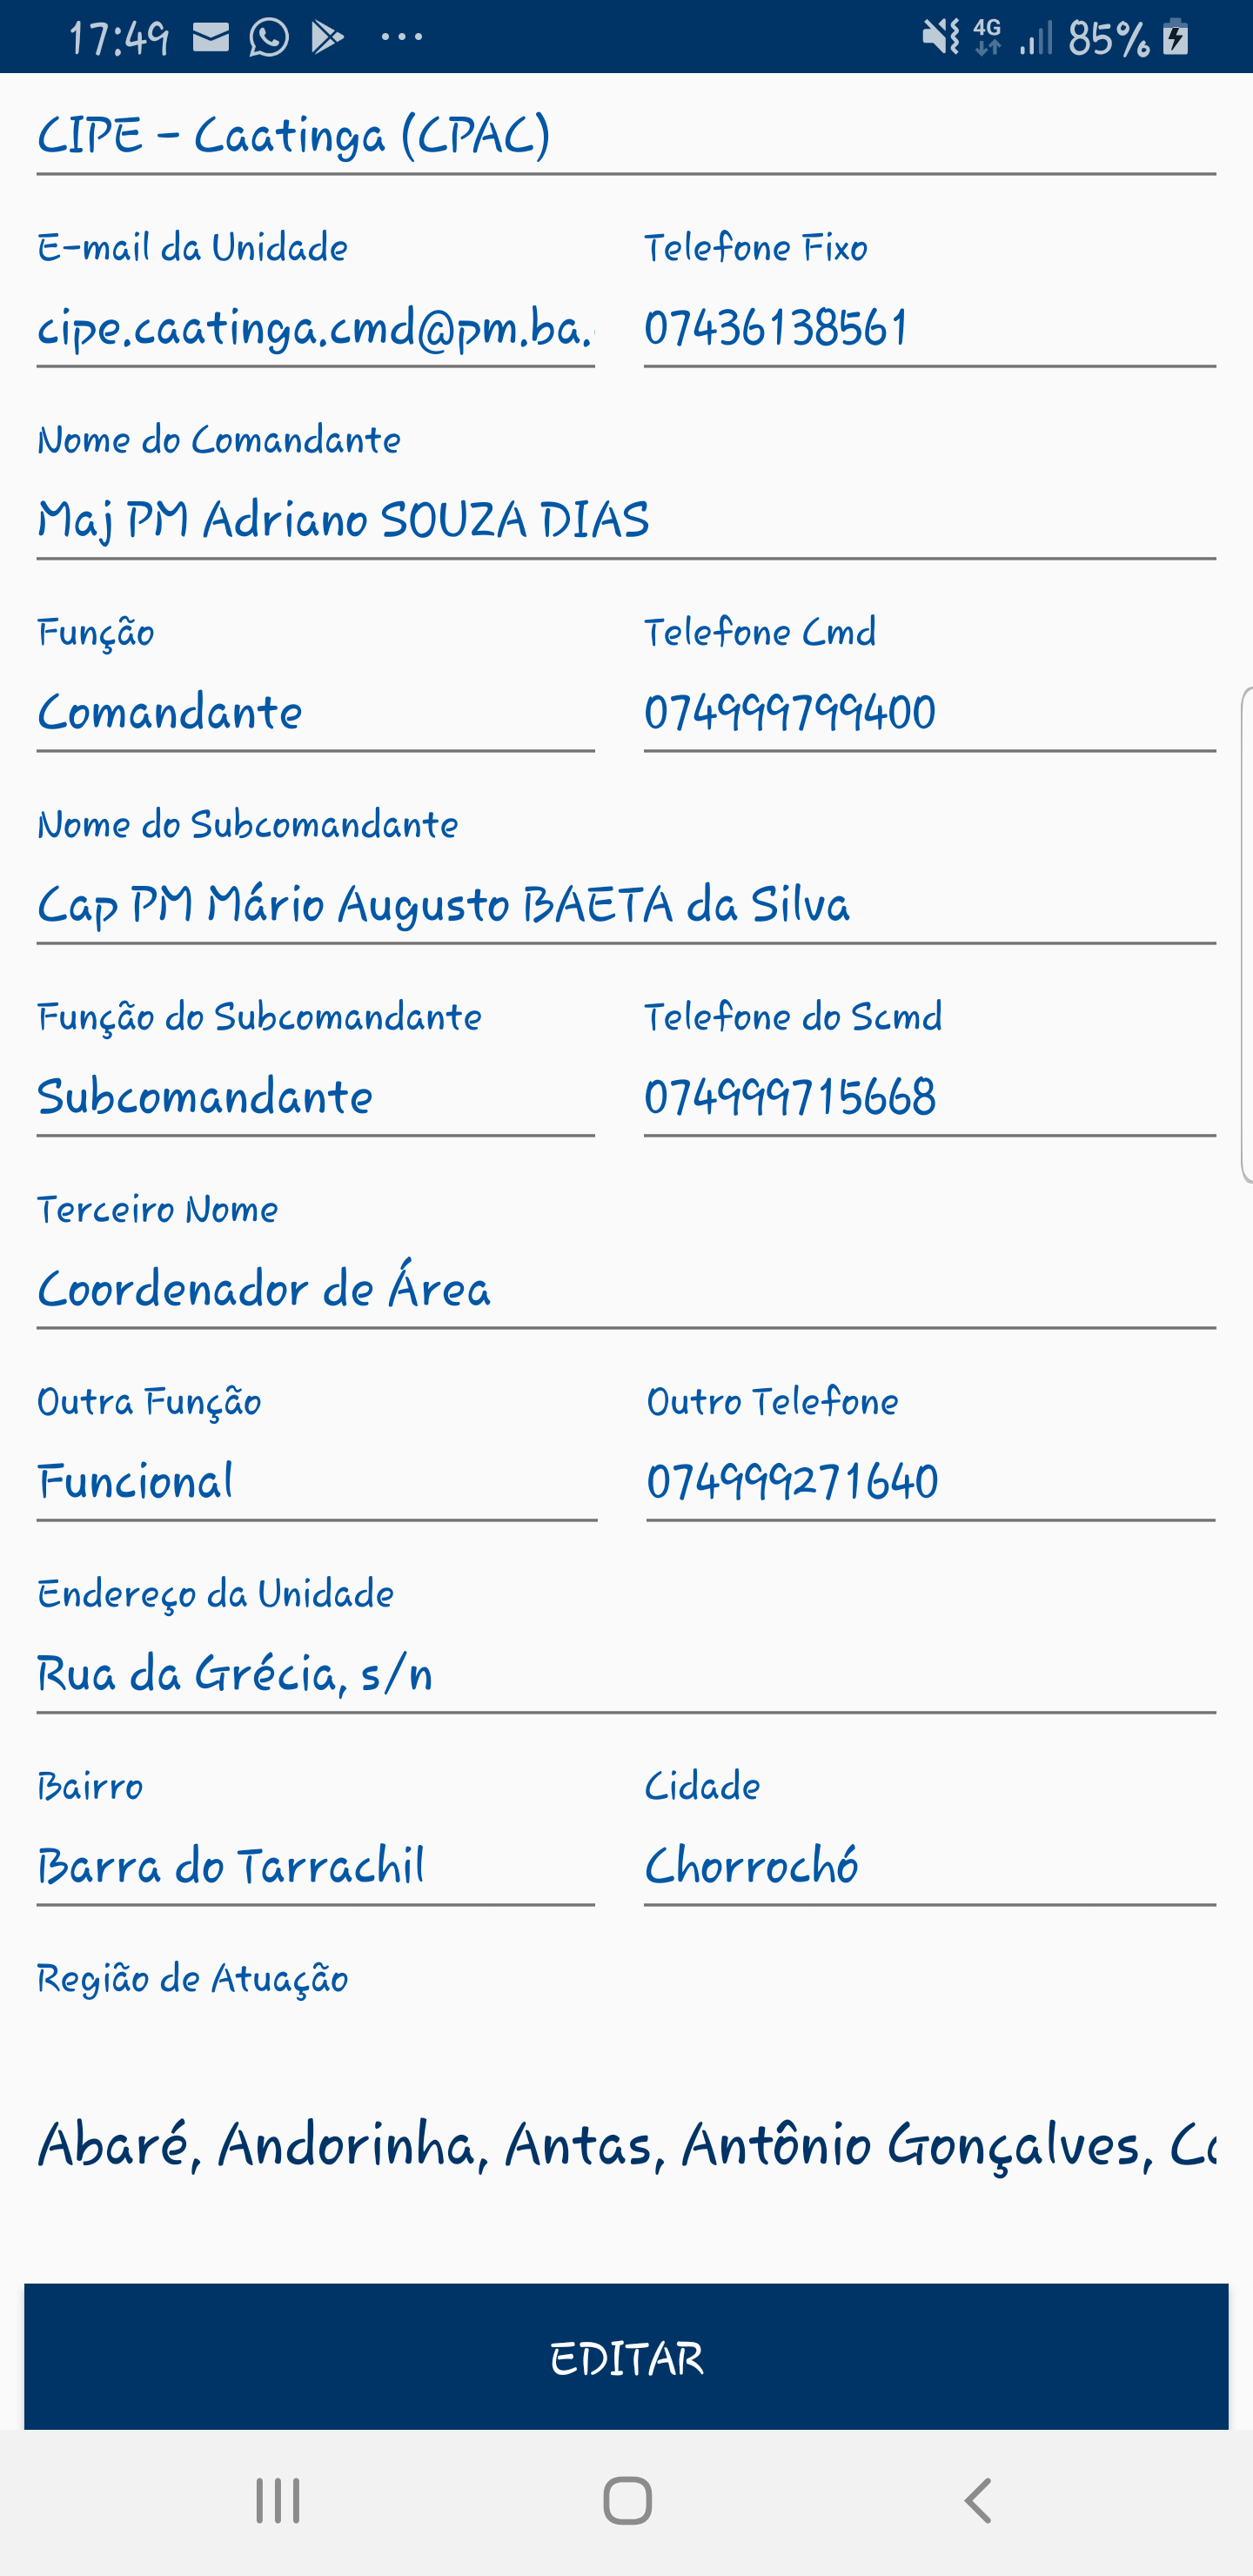 17:49 4G 85%
CIPE - Caatinga (CPAC)
E-mail da Unidade Telefone Fixo
cipe.caatinga.cmd@pm.ba. 07436138561
Nome do Comandante
Maj PM Adriano SOUZA DIAS
Função Telefone Cmd
Comandante 074999799400
Nome do Subcomandante
Cap PM Mário Augusto BAETA da Silva
Função do Subcomandante Telefone do Scmd
Subcomandante 074999715668
Terceiro Nome
Coordenador de Área
Outra Função Outro Telefone
Funcional 074999271640
Endereço da Unidade
Rua da Grécia, s/n
Bairro Cidade
Barra do Tarrachil Chorrochó
Região de Atuação
Abaré, Andorinha, Antas, Antônio Gonçalves,
EDITAR